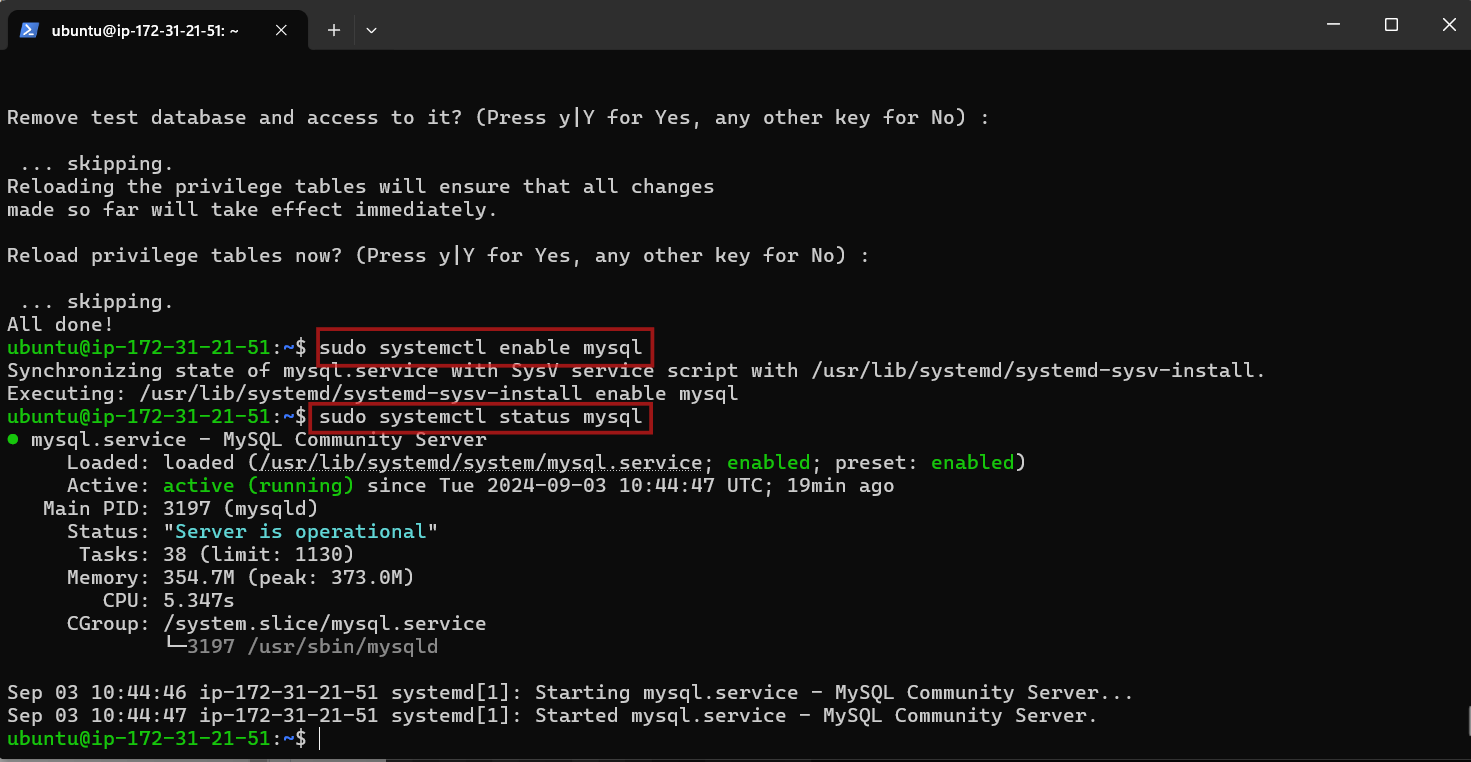 ubuntu@ip-172-31-21-51: ~
Remove test database and access to it? (Press y|Y for Yes, any other key for No) :
 ... skipping.
Reloading the privilege tables will ensure that all changes
made so far will take effect immediately.
Reload privilege tables now? (Press y|Y for Yes, any other key for No) :
 ... skipping.
All done!
ubuntu@ip-172-31-21-51:~$ sudo systemctl enable mysql
Synchronizing state of mysql.service with SysV service script with /usr/lib/systemd/systemd-sysv-install.
Executing: /usr/lib/systemd/systemd-sysv-install enable mysql
ubuntu@ip-172-31-21-51:~$ sudo systemctl status mysql
● mysql.service - MySQL Community Server
     Loaded: loaded (/usr/lib/systemd/system/mysql.service; enabled; preset: enabled)
     Active: active (running) since Tue 2024-09-03 10:44:47 UTC; 19min ago
   Main PID: 3197 (mysqld)
     Status: "Server is operational"
      Tasks: 38 (limit: 1130)
     Memory: 354.7M (peak: 373.0M)
        CPU: 5.347s
     CGroup: /system.slice/mysql.service
             └─3197 /usr/sbin/mysqld
Sep 03 10:44:46 ip-172-31-21-51 systemd[1]: Starting mysql.service - MySQL Community Server...
Sep 03 10:44:47 ip-172-31-21-51 systemd[1]: Started mysql.service - MySQL Community Server.
ubuntu@ip-172-31-21-51:~$